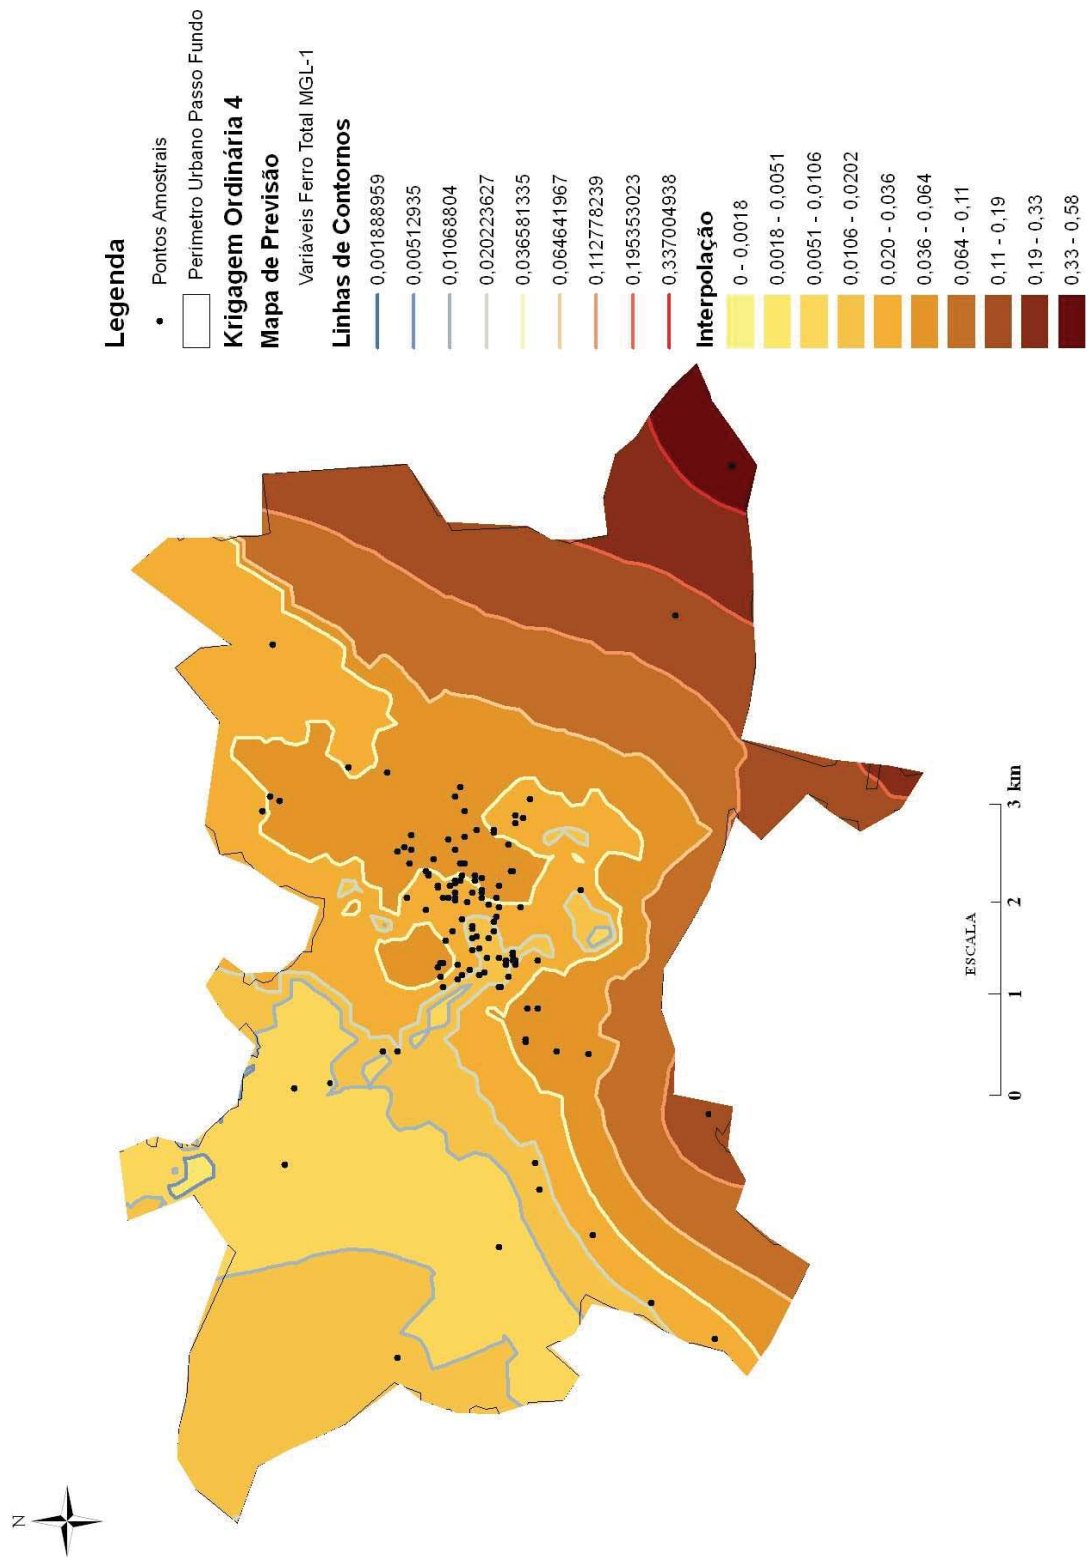 N
Legenda
Pontos Amostrais
Perímetro Urbano Passo Fundo
Krigagem Ordinária 4
Mapa de Previsão
Variáveis Ferro Total MGL-1
Linhas de Contornos
0,001888959
0,00512935
0,01068804
0,020223627
0,036581335
0,064641967
0,112778239
0,195353023
0,337004938
Interpolação
0 - 0,0018
0,0018 - 0,0051
0,0051 - 0,0106
0,0106 - 0,0202
0,020 - 0,036
0,036 - 0,064
0,064 - 0,11
0,11 - 0,19
0,19 - 0,33
0,33 - 0,58
ESCALA
0 1 2 3 km